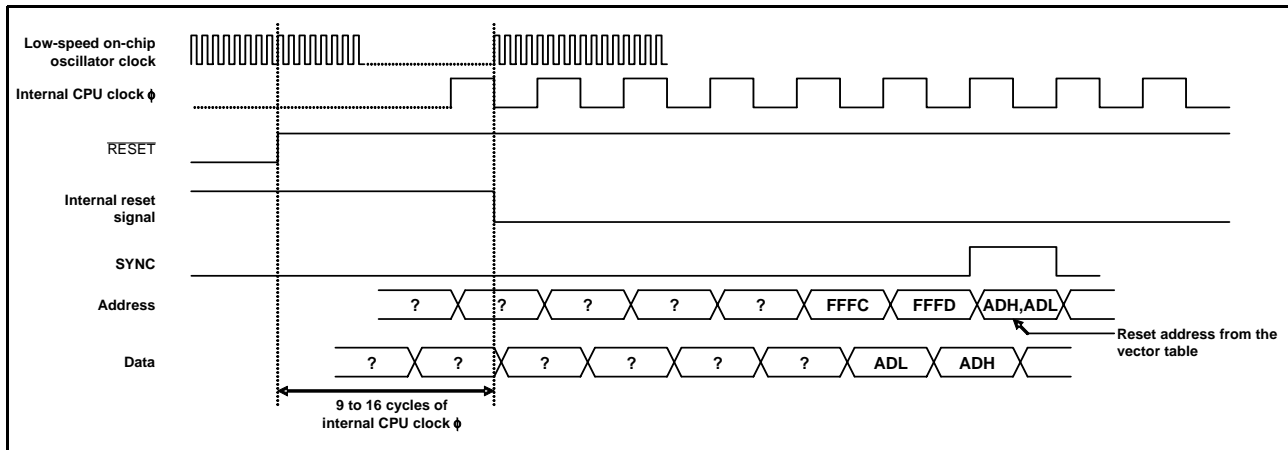 Low-speed on-chip
oscillator clock
Internal CPU clock ϕ
RESET
Internal reset
signal
SYNC
Address
? ? ? ? ? FFFC FFFD ADH,ADL
Reset address from the
vector table
Data
? ? ? ? ? ? ADL ADH
9 to 16 cycles of
internal CPU clock ϕ